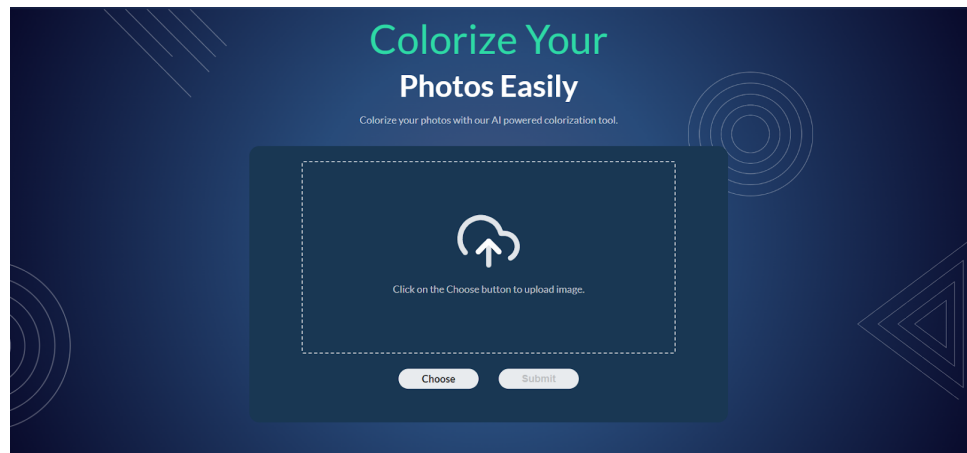 Colorize Your
Photos Easily
Colorize your photos with our AI powered colorization tool.
Click on the Choose button to upload image.
Choose
Submit